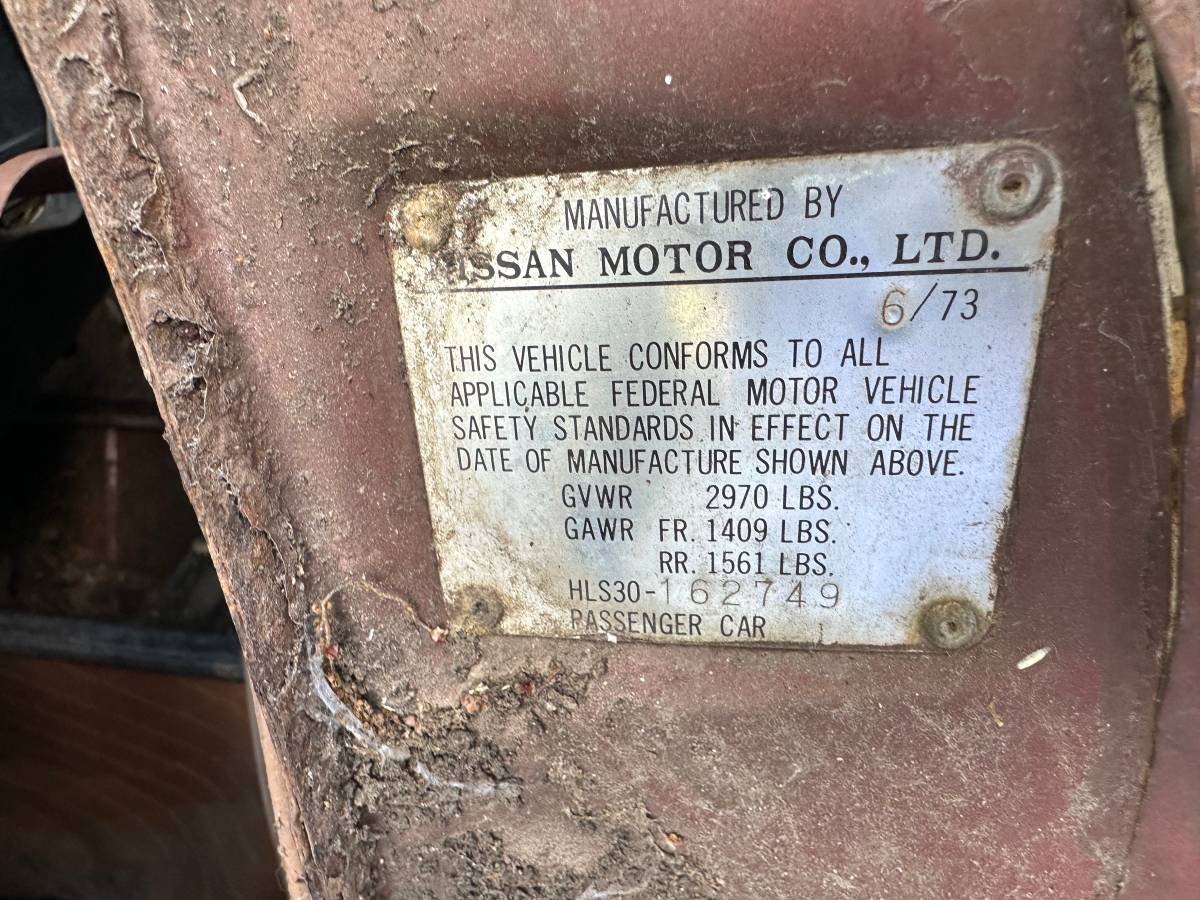 MANUFACTURED BY
NISSAN MOTOR CO., LTD.
6/73
THIS VEHICLE CONFORMS TO ALL
APPLICABLE FEDERAL MOTOR VEHICLE
SAFETY STANDARDS IN EFFECT ON THE
DATE OF MANUFACTURE SHOWN ABOVE.
GVWR 2970 LBS.
GAWR FR. 1409 LBS.
RR. 1561 LBS.
HLS30-162749
PASSENGER CAR